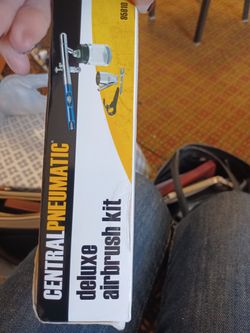 CENTRALPNEUMATIC®
deluxe
airbrush kit
95810